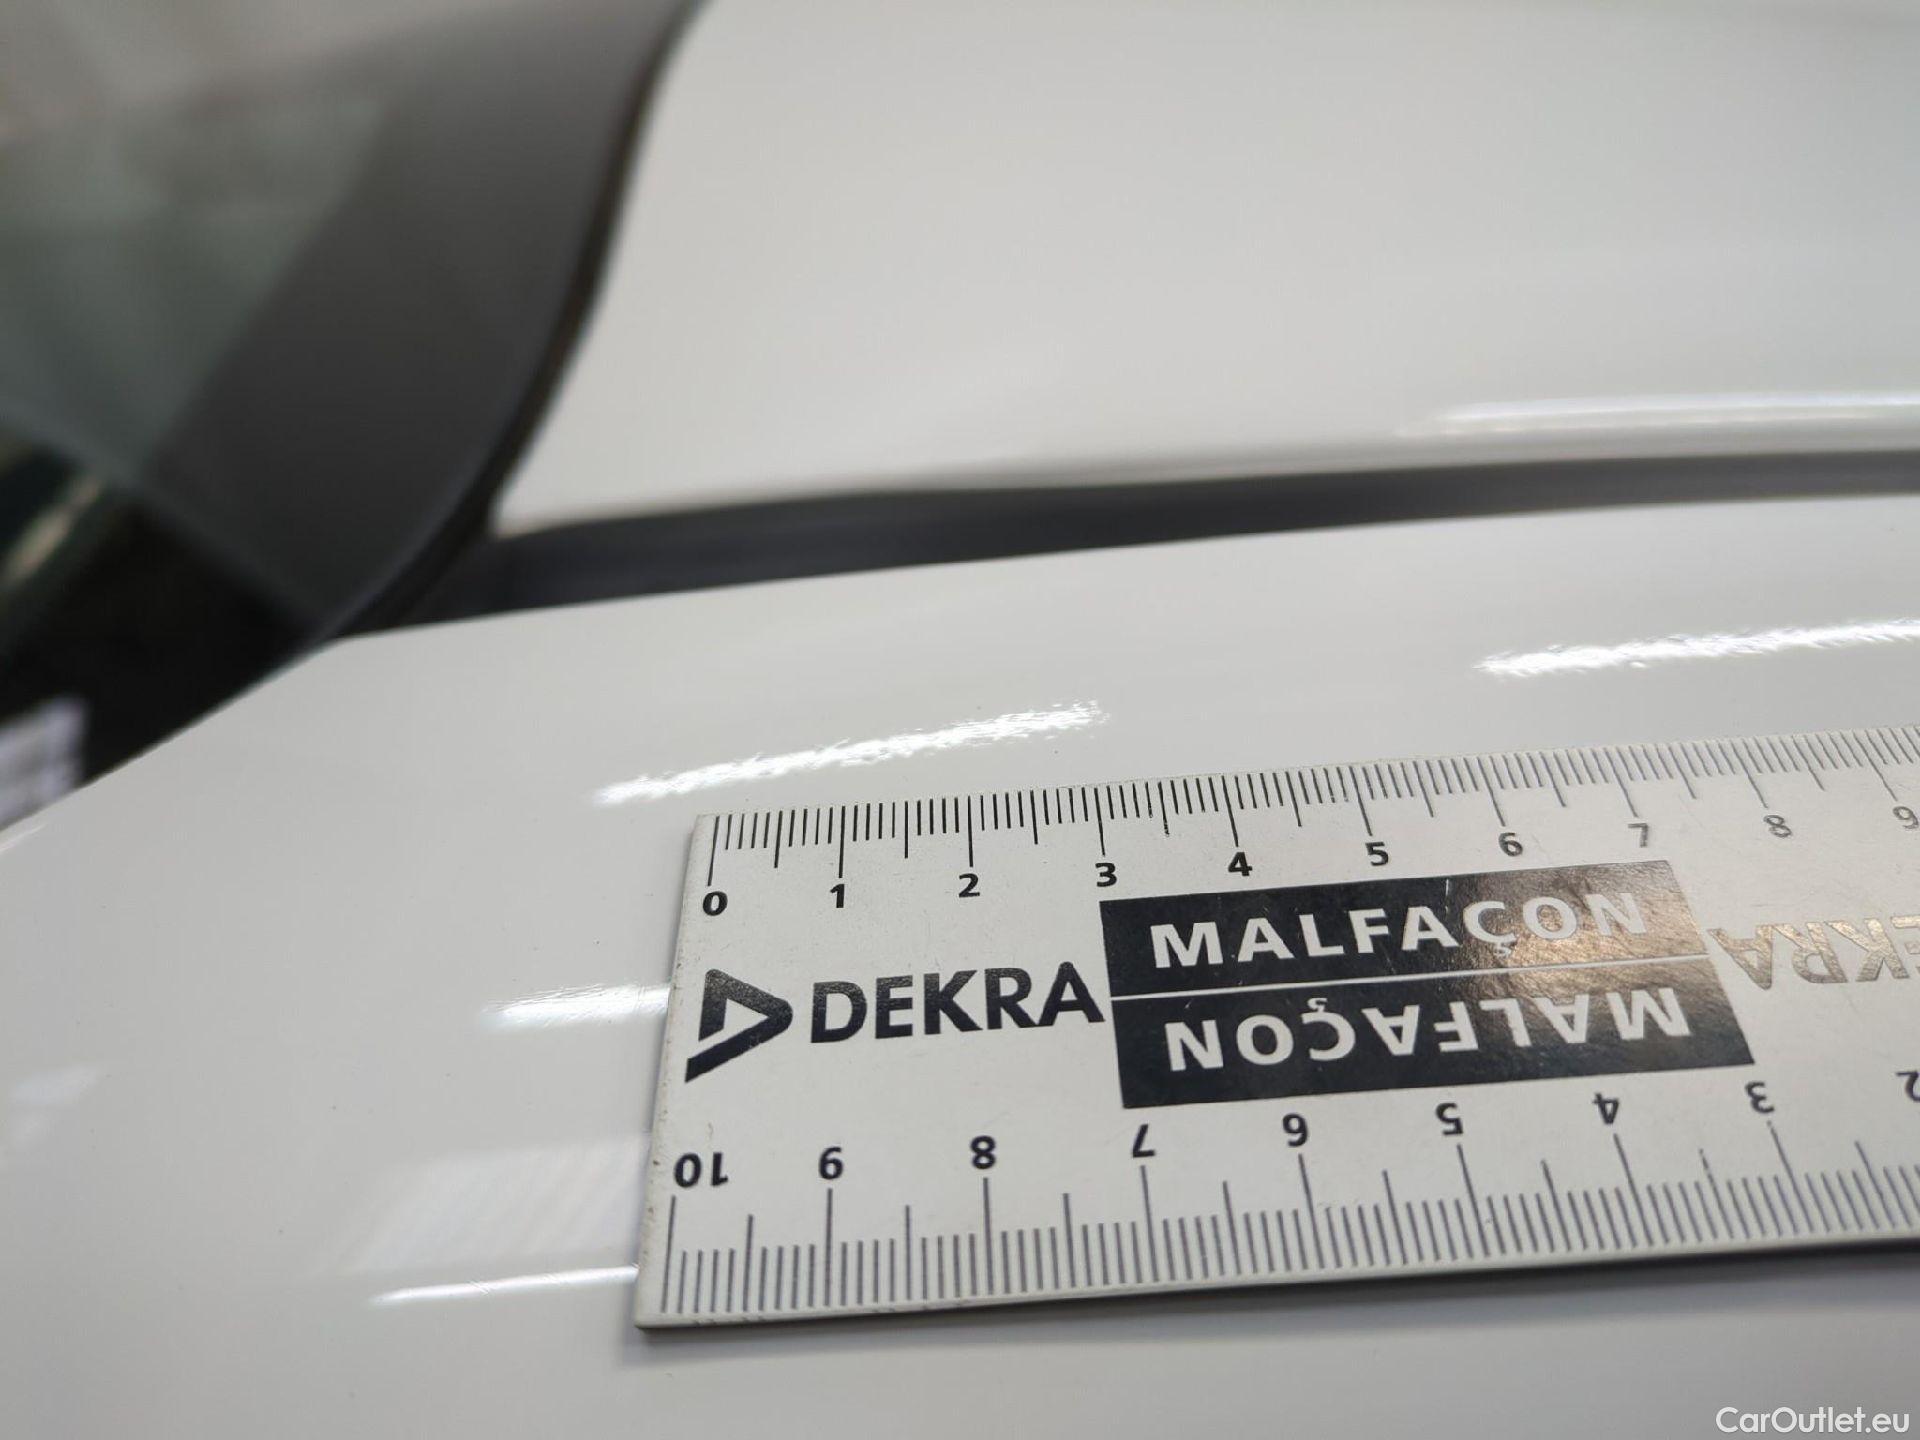 0 1 2 3 4 5 6 7 8 9
MALFAÇON
DEKRA
DEKRA
MALFAÇON
10 9 8 7 6 5 4 3 2
CarOutlet.eu